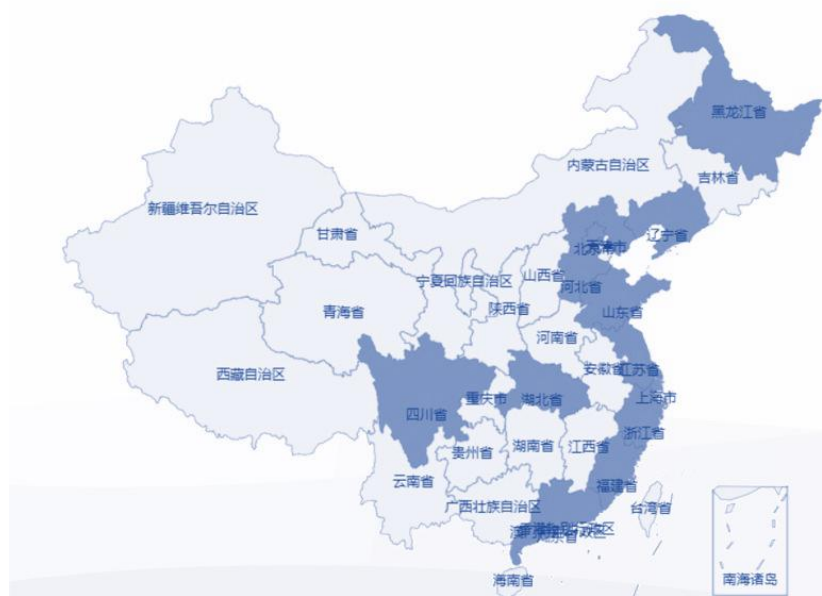 黑龙江省
内蒙古自治区
吉林省
新疆维吾尔自治区
甘肃省
辽宁省
宁夏回族自治区
山西省
河北省
青海省
陕西省
山东省
河南省
西藏自治区
安徽省
江苏省
四川省
重庆市
湖北省
上海市
浙江省
贵州省
湖南省
江西省
云南省
福建省
广西壮族自治区
台湾省
海南省
南海诸岛